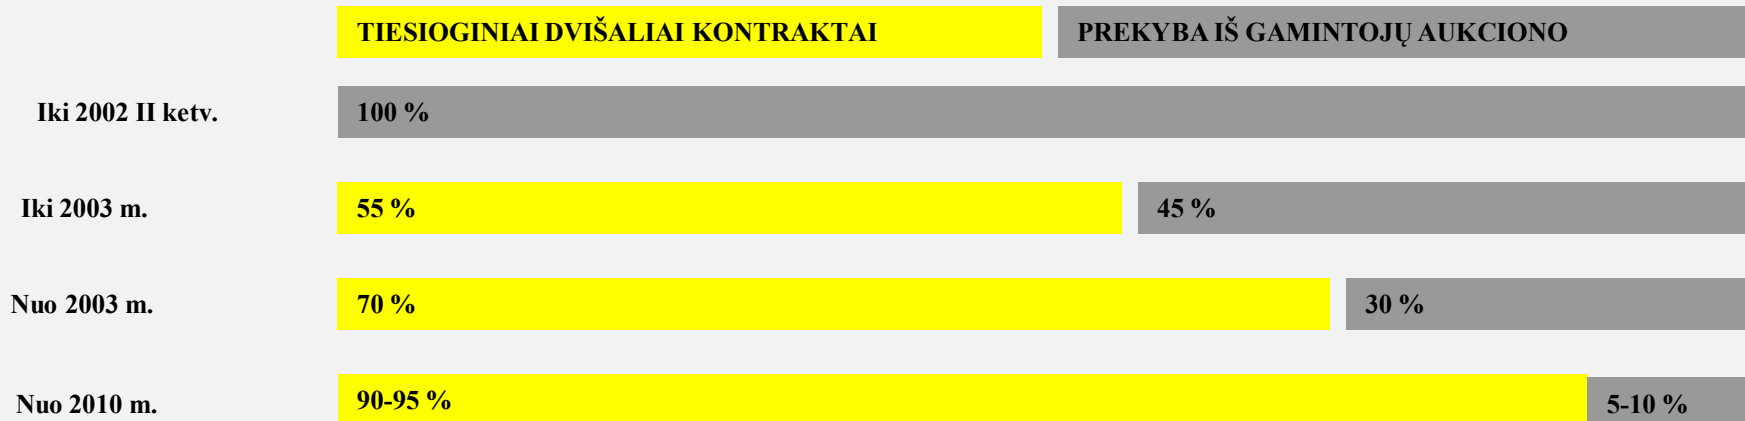 TIESIOGINIAI DVIŠALIAI KONTRAKTAI PREKYBA IŠ GAMINTOJŲ AUKCIONO
Iki 2002 II ketv. 100 %
Iki 2003 m. 55 % 45 %
Nuo 2003 m. 70 % 30 %
Nuo 2010 m. 90-95 % 5-10 %